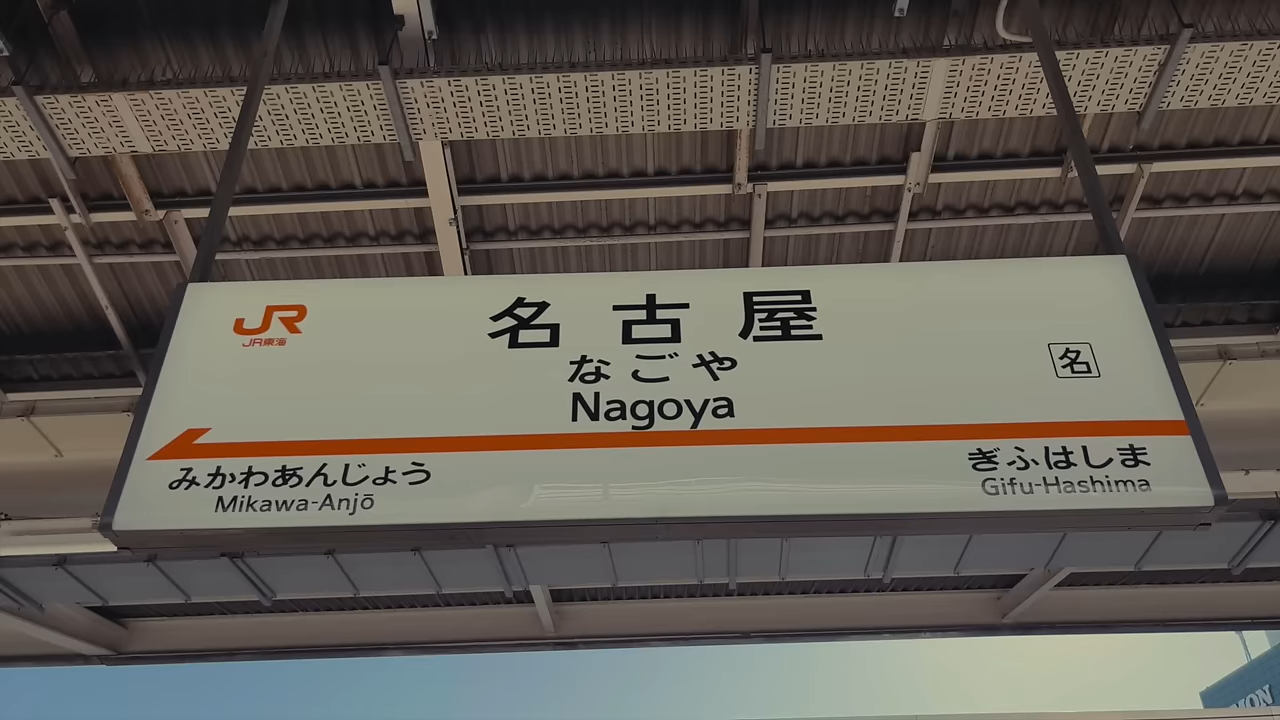 JR
JR東海
名古屋
なごや
Nagoya
名
みかわあんじょう
Mikawa-Anjō
ぎふはしま
Gifu-Hashima